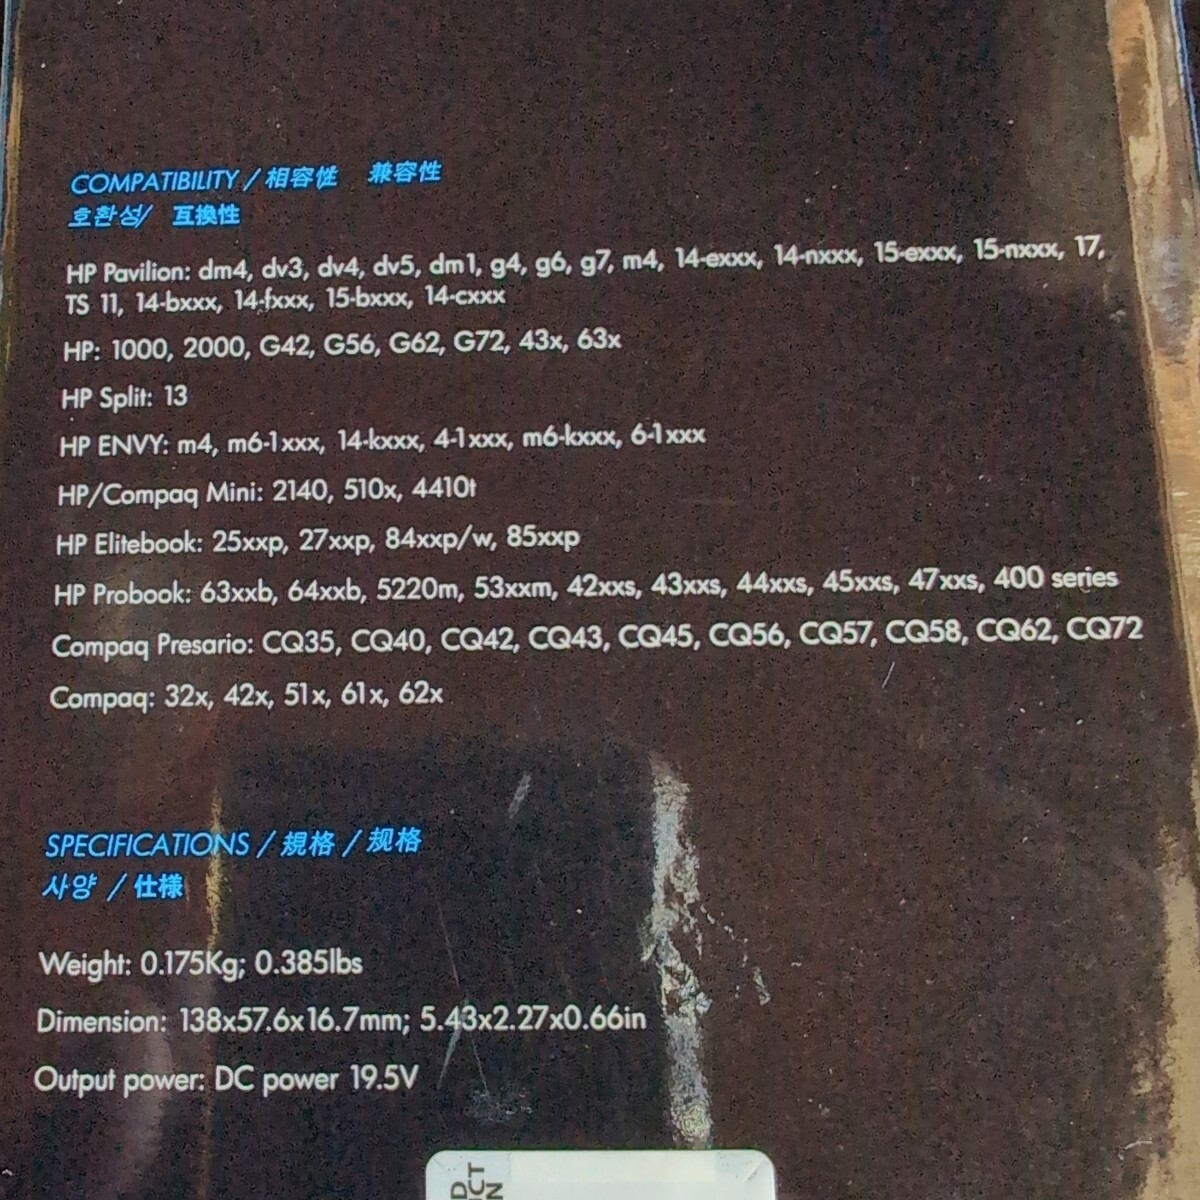 COMPATIBILITY / 相容性 兼容性
호환성/ 互換性
HP Pavilion: dm4, dv3, dv4, dv5, dm1, g4, g6, g7, m4, 14-exxx, 14-nxxx, 15-exxx, 15-nxxx, 17,
TS 11, 14-bxxx, 14-fxxx, 15-bxxx, 14-cxxx
HP: 1000, 2000, G42, G56, G62, G72, 43x, 63x
HP Split: 13
HP ENVY: m4, m6-1xxx, 14-kxxx, 4-1xxx, m6-kxxx, 6-1xxx
HP/Compaq Mini: 2140, 510x, 4410t
HP Elitebook: 25xxp, 27xxp, 84xxp/w, 85xxp
HP Probook: 63xxb, 64xxb, 5220m, 53xxm, 42xxs, 43xxs, 44xxs, 45xxs, 47xxs, 400 series
Compaq Presario: CQ35, CQ40, CQ42, CQ43, CQ45, CQ56, CQ57, CQ58, CQ62, CQ72
Compaq: 32x, 42x, 51x, 61x, 62x
SPECIFICATIONS / 規格 / 规格
사양 / 仕様
Weight: 0.175Kg; 0.385lbs
Dimension: 138x57.6x16.7mm; 5.43x2.27x0.66in
Output power: DC power 19.5V